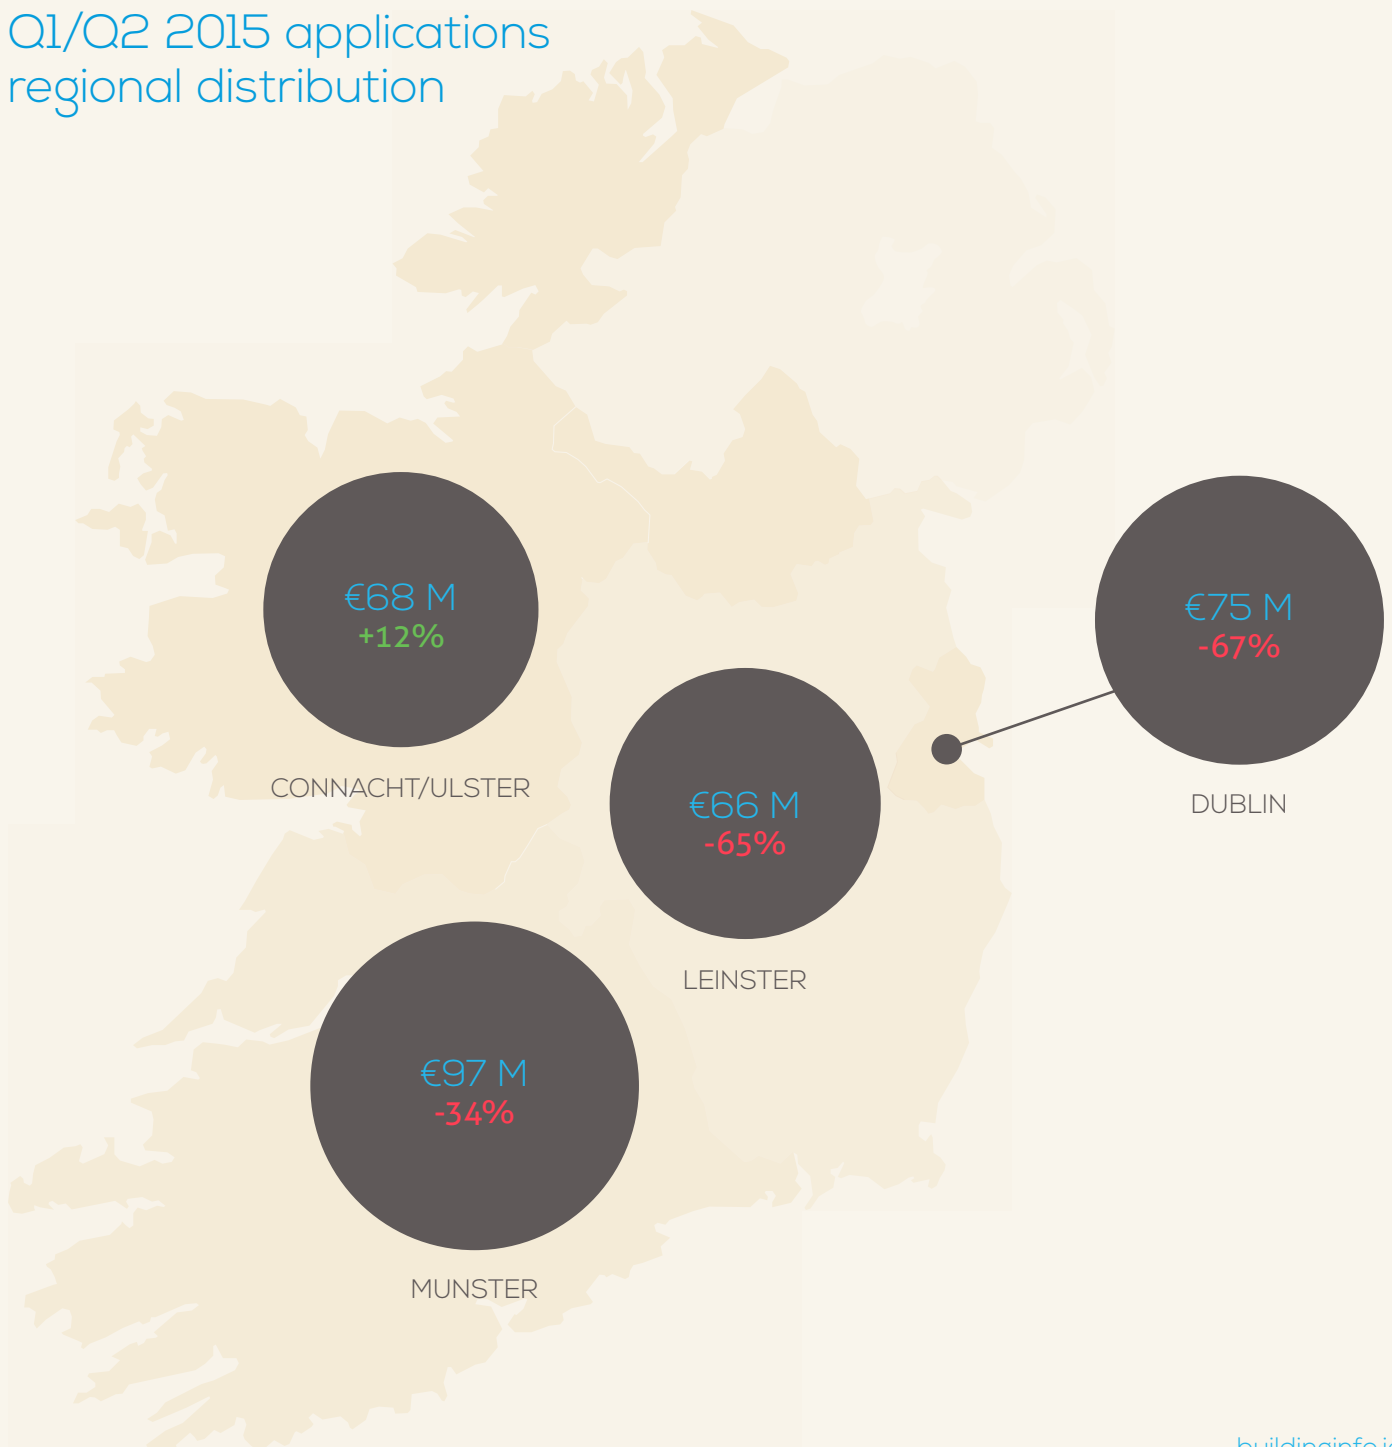 Q1/Q2 2015 applications
regional distribution
€68 M
+12%
CONNACHT/ULSTER
€75 M
-67%
DUBLIN
€66 M
-65%
LEINSTER
€97 M
-34%
MUNSTER